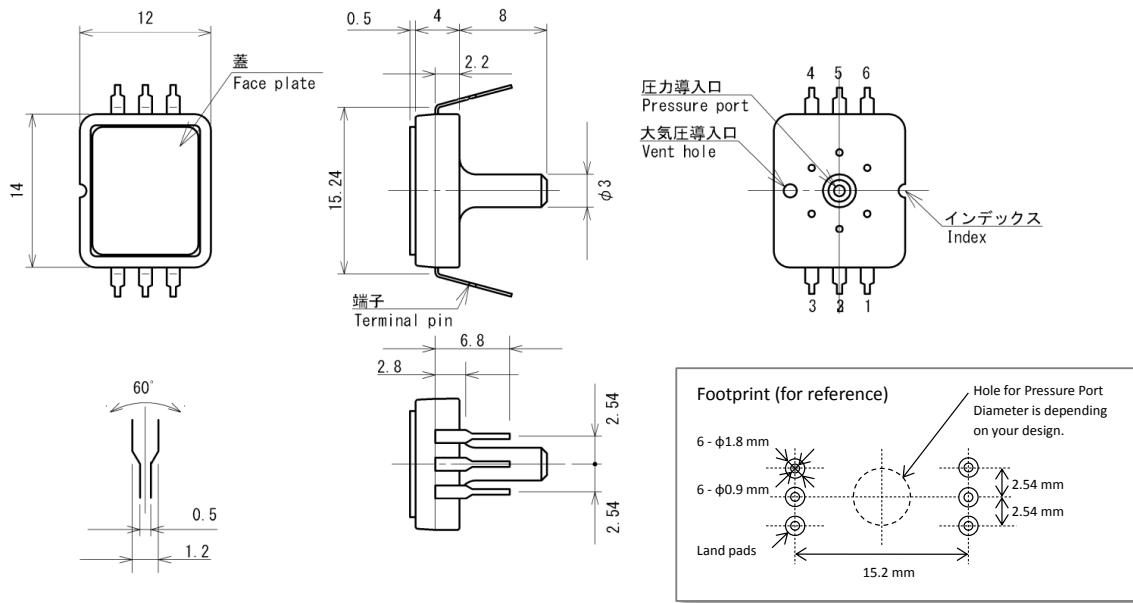 12
蓋
Face plate
14
0.5
4
8
2.2
15.24
φ3
端子
Terminal pin
4
5
6
圧力導入口
Pressure port
大気圧導入口
Vent hole
インデックス
Index
3
2
1
60°
0.5
1.2
6.8
2.8
2.54
2.54
Footprint (for reference)
Hole for Pressure Port
Diameter is depending
on your design.
6 - ϕ1.8 mm
6 - ϕ0.9 mm
2.54 mm
2.54 mm
Land pads
15.2 mm